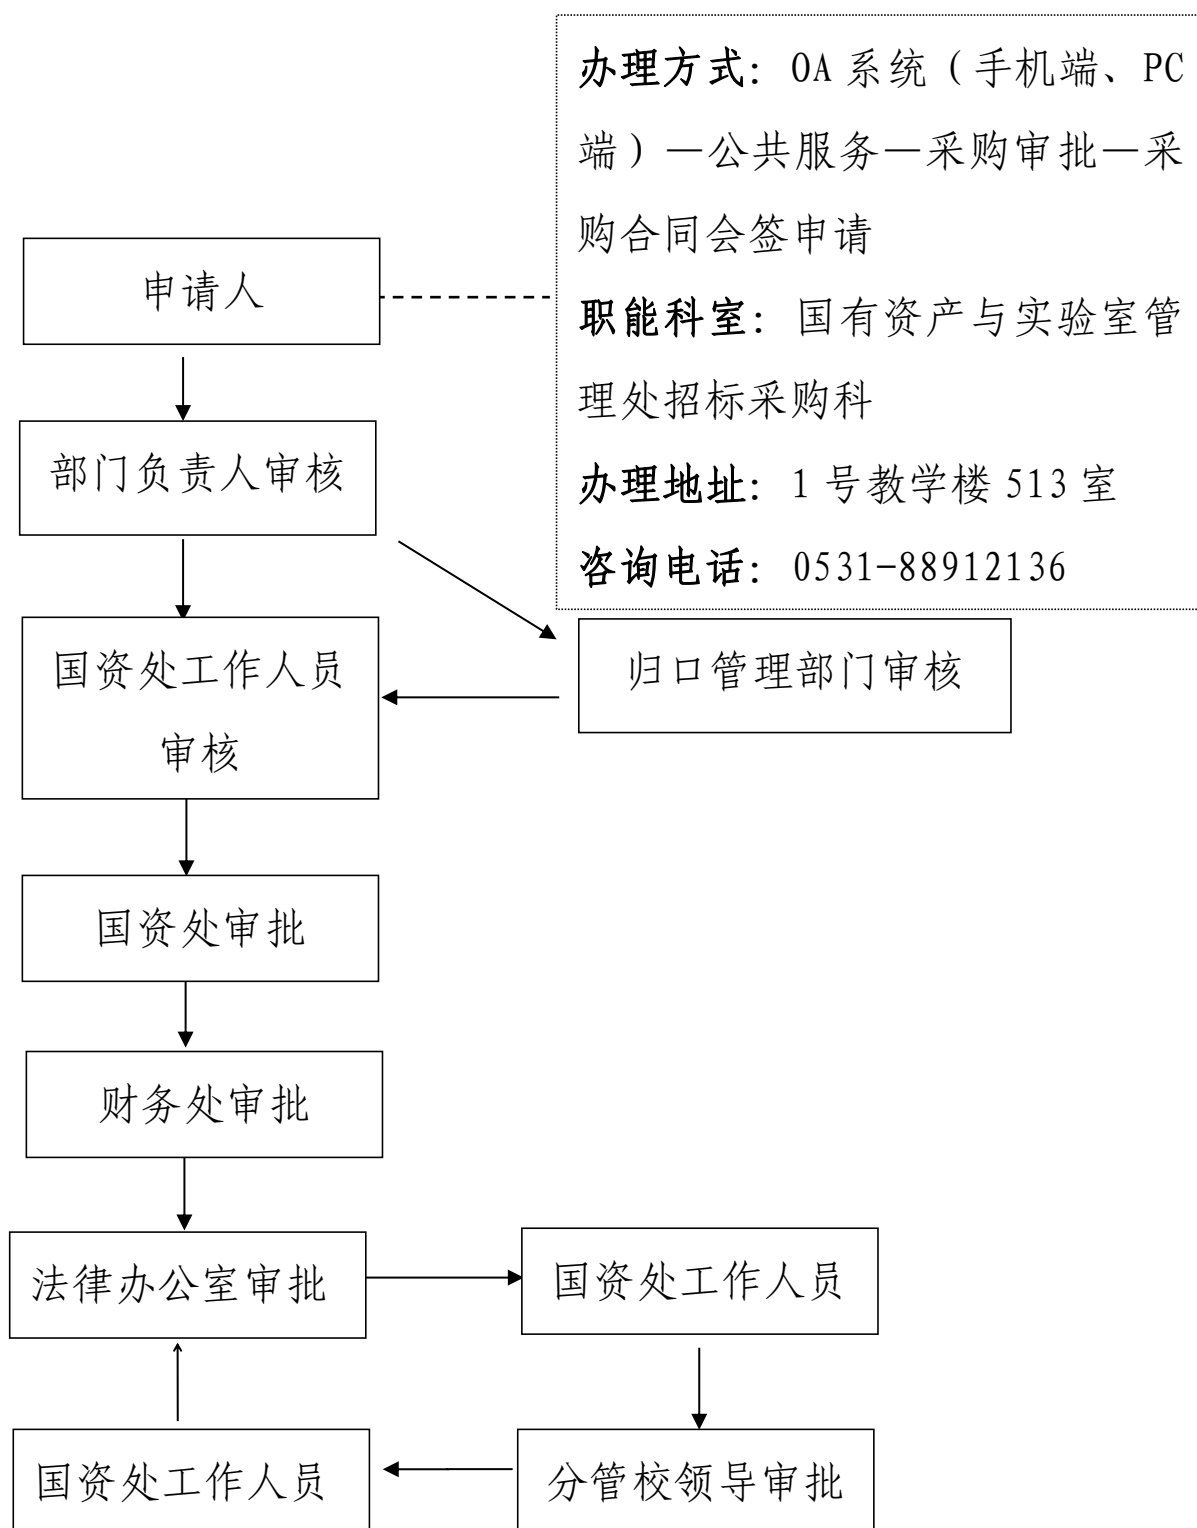 办理方式：OA 系统（手机端、PC
端）—公共服务—采购审批—采
购合同会签申请
职能科室：国有资产与实验室管
理处招标采购科
办理地址：1 号教学楼 513 室
咨询电话：0531-88912136
申请人
部门负责人审核
国资处工作人员
审核
归口管理部门审核
国资处审批
财务处审批
法律办公室审批
国资处工作人员
国资处工作人员
分管校领导审批